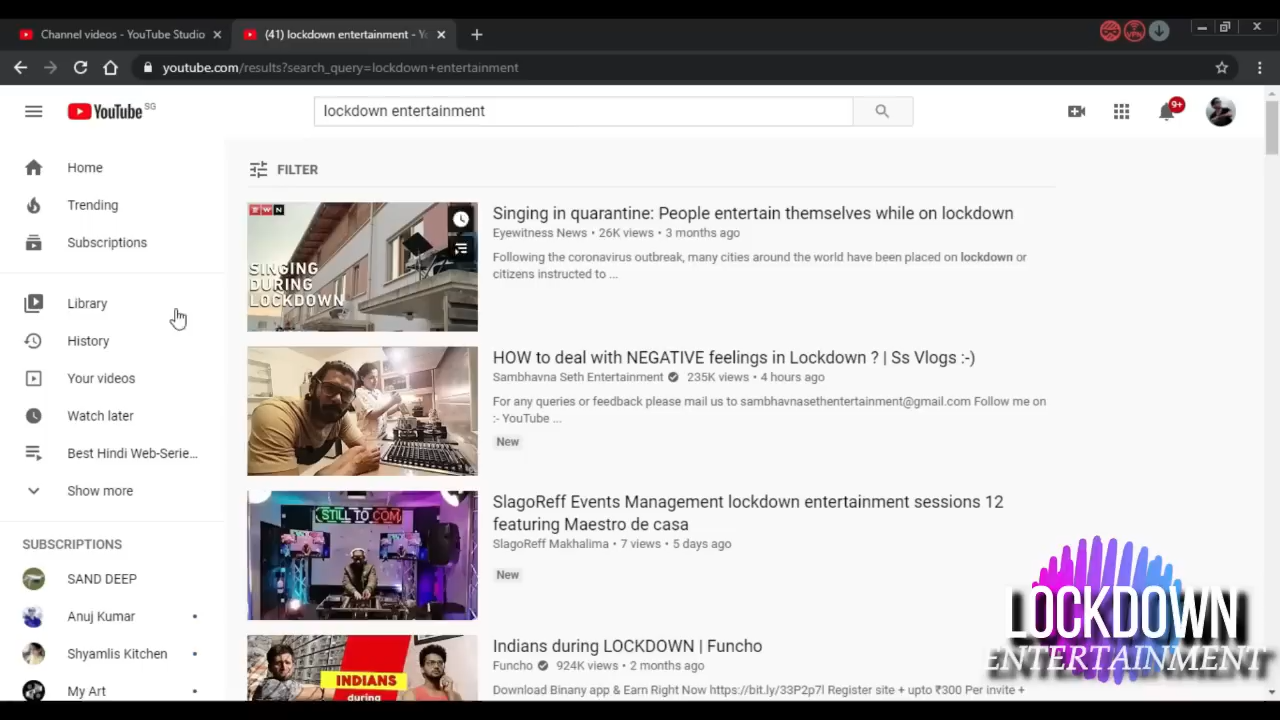 Channel videos - YouTube Studio
(41) lockdown entertainment - Yo
youtube.com/results?search_query=lockdown+entertainment
VPN
YouTube SG
lockdown entertainment
9+
Home
Trending
Subscriptions
Library
History
Your videos
Watch later
Best Hindi Web-Serie...
Show more
SUBSCRIPTIONS
SAND DEEP
Anuj Kumar
Shyamlis Kitchen
My Art
FILTER
EWN
SINGING
DURING
LOCKDOWN
Singing in quarantine: People entertain themselves while on lockdown
Eyewitness News • 26K views • 3 months ago
Following the coronavirus outbreak, many cities around the world have been placed on lockdown or
citizens instructed to ...
HOW to deal with NEGATIVE feelings in Lockdown ? | Ss Vlogs :-)
Sambhavna Seth Entertainment 235K views • 4 hours ago
For any queries or feedback please mail us to sambhavnasethentertainment@gmail.com Follow me on
:- YouTube ...
New
STILL TO COM
SlagoReff Events Management lockdown entertainment sessions 12
featuring Maestro de casa
SlagoReff Makhalima • 7 views • 5 days ago
New
INDIANS
during
Indians during LOCKDOWN | Funcho
Funcho 924K views • 2 months ago
Download Binany app & Earn Right Now https://bit.ly/33P2p7l Register site + upto ₹300 Per invite +
LOCKDOWN
ENTERTAINMENT